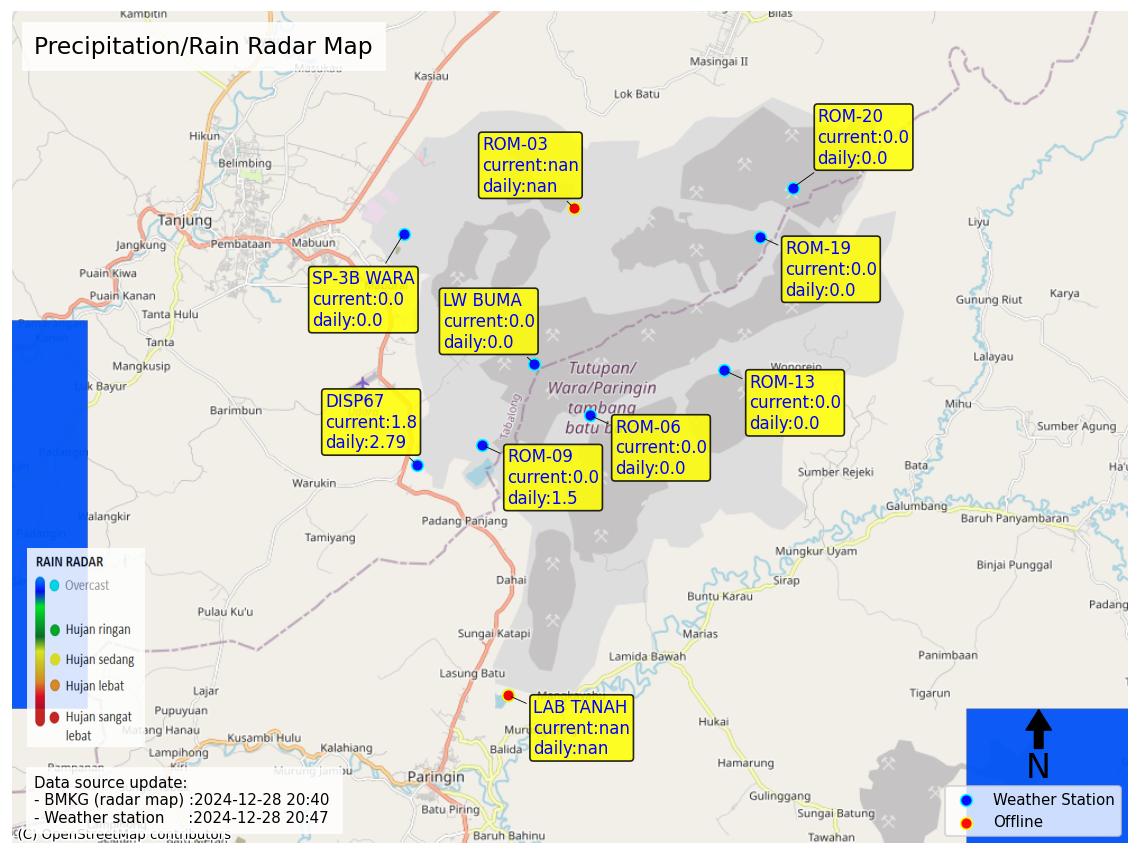 Kambitin
Bilas
Precipitation/Rain Radar Map
Masingai II
Kasiau
Lok Batu
ROM-20
current:0.0
daily:0.0
Hikun
ROM-03
current:nan
daily:nan
Belimbing
Tanjung
Liyu
Jangkung
Pembataan
Mabuun
ROM-19
current:0.0
daily:0.0
Puain Kiwa
SP-3B WARA
current:0.0
daily:0.0
Puain Kanan
LW BUMA
current:0.0
daily:0.0
Karya
Gunung Riut
Tanta Hulu
Tanta
Lalayau
Mangkusip
Wonorejo
Tutupan/
Wara/Paringin
tambang
batu b
Luk Bayur
ROM-13
current:0.0
daily:0.0
DISP67
current:1.8
daily:2.79
Tabalong
Mihu
Barimbun
ROM-06
current:0.0
daily:0.0
Sumber Agung
ROM-09
current:0.0
daily:1.5
Bata
Ha'u
Sumber Rejeki
Warukin
Galumbang
Walangkir
Padang Panjang
Baruh Panyambaran
Tamiyang
Mungkur Uyam
RAIN RADAR
Overcast
Hujan ringan
Hujan sedang
Hujan lebat
Hujan sangat
lebat
Binjai Punggal
Dahai
Sirap
Buntu Karau
Padang
Pulau Ku'u
Sungai Katapi
Marias
Lamida Bawah
Panimbaan
Lasung Batu
Lajar
Tigarun
Pupuyuan
LAB TANAH
current:nan
daily:nan
Hukai
Matang Hanau
Kusambi Hulu
Kalahiang
Balida
Lampihong
Hamarung
N
Murung Jambu
Paringin
Data source update:
- BMKG (radar map) :2024-12-28 20:40
- Weather station :2024-12-28 20:47
Gulinggang
Weather Station
Offline
Batu Piring
Sungai Batung
(C) OpenStreetMap contributors
Baruh Bahinu
Tawahan